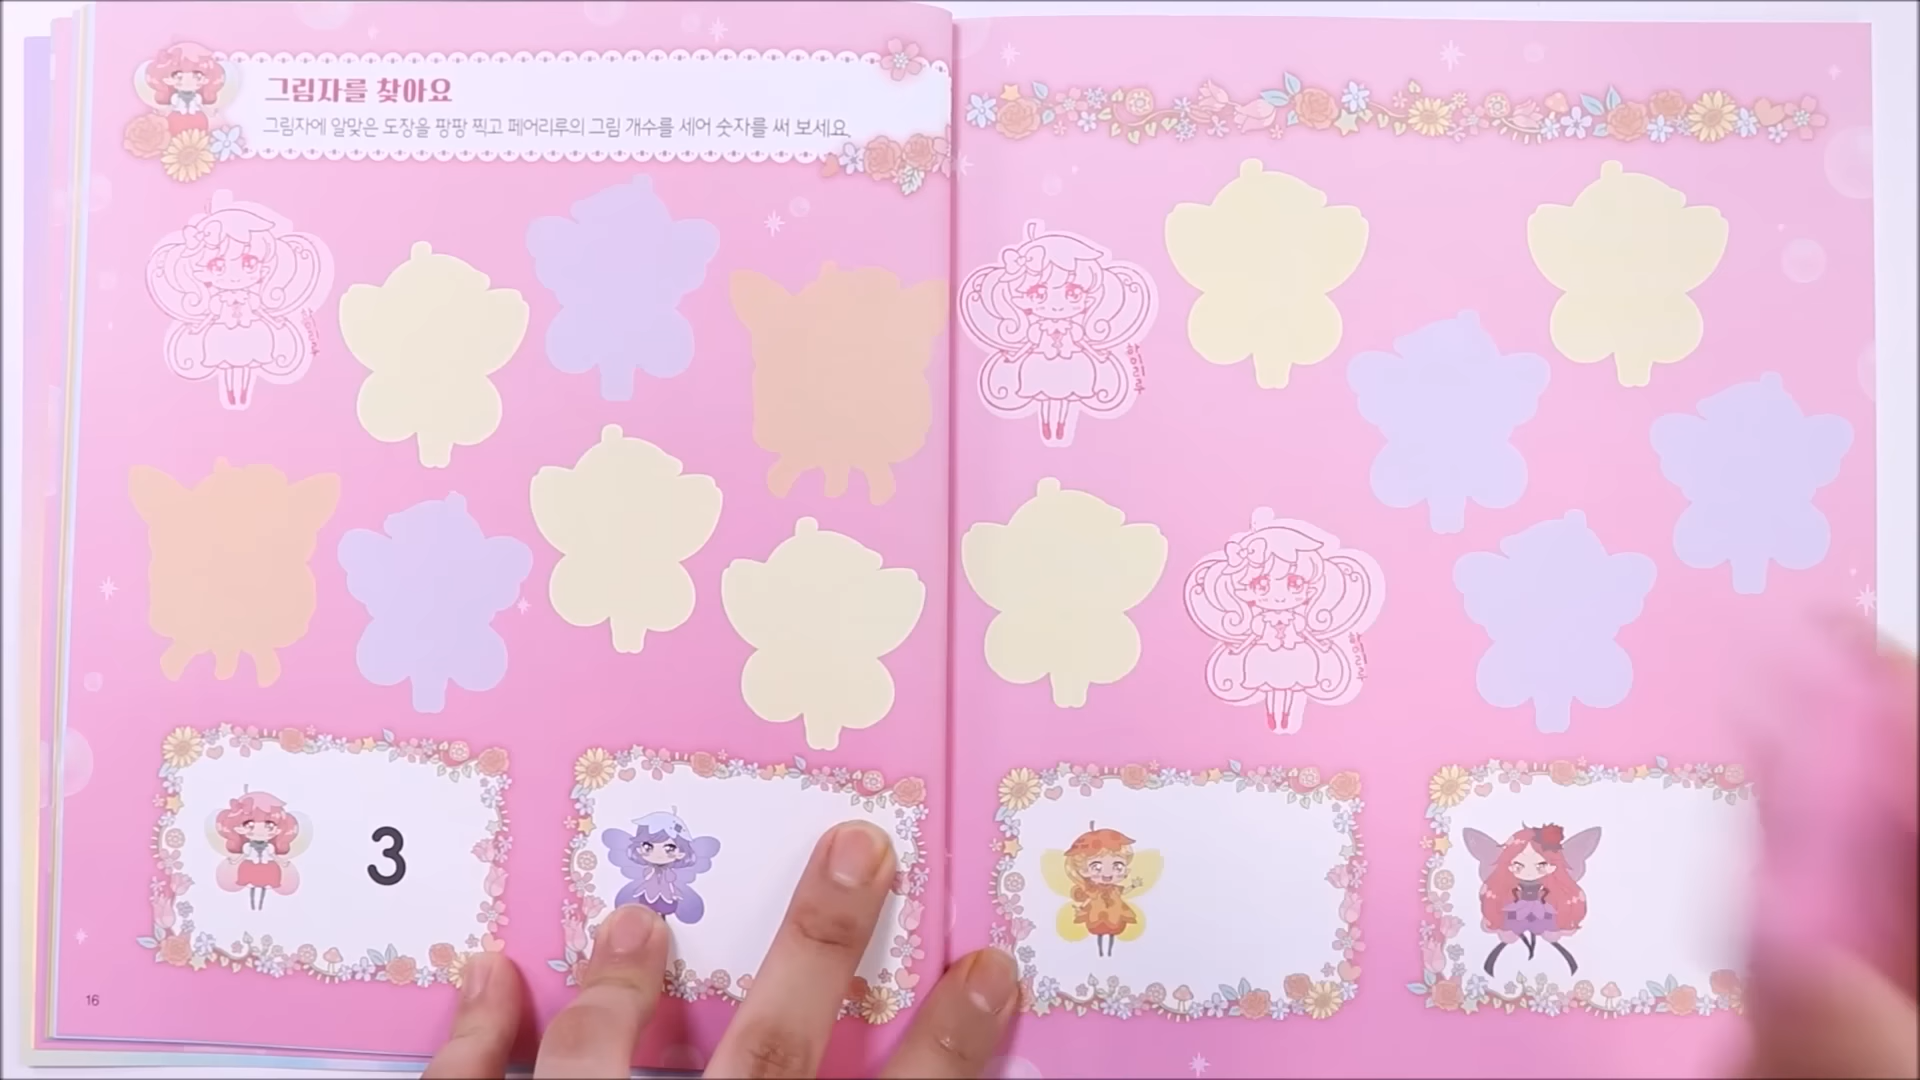 그림자를 찾아요
그림자에 알맞은 도장을 팡팡 찍고 페어리루의 그림 개수를 세어 숫자를 써 보세요.
하이리루
하이리루
3
16